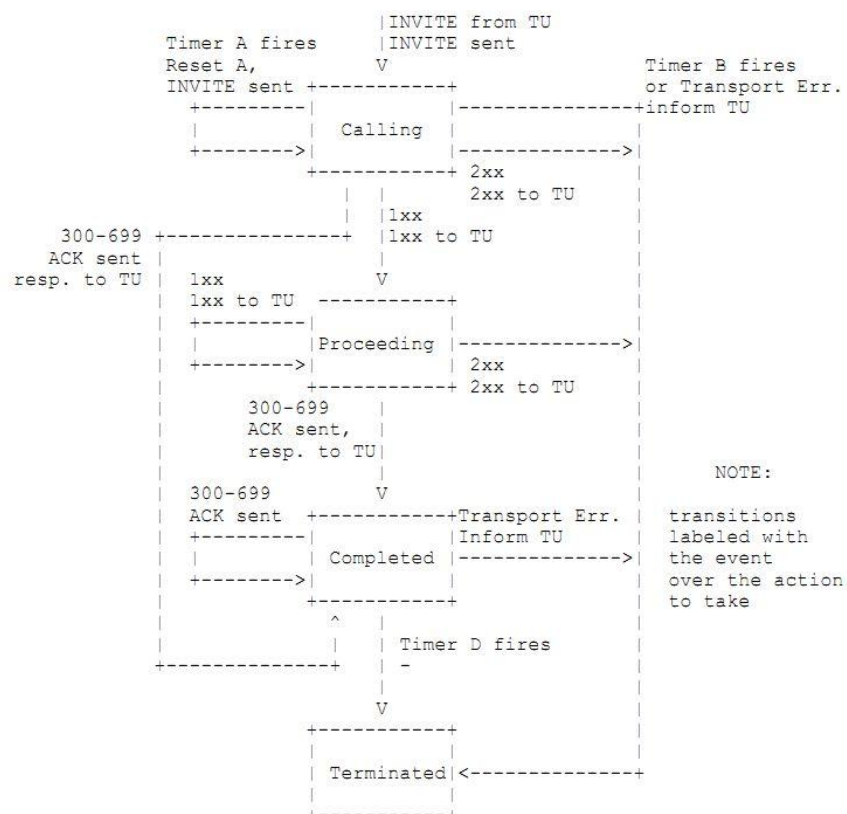 |INVITE from TU
Timer A fires |INVITE sent
Reset A, V Timer B fires
INVITE sent +-----------+ or Transport Err.
+---------| |---------------+inform TU
| | Calling | |
+-------->| |-------------->|
+-----------+ 2xx |
| | 2xx to TU |
| |1xx |
300-699 +---------------+ |1xx to TU |
ACK sent | | |
resp. to TU | 1xx V |
| 1xx to TU -----------+ |
| +---------| | |
| | |Proceeding |-------------->|
| +-------->| | 2xx |
| +-----------+ 2xx to TU |
| 300-699 | |
| ACK sent, | |
| resp. to TU| |
| | | NOTE:
| 300-699 V |
| ACK sent +-----------+Transport Err. | transitions
| +---------| |Inform TU | labeled with
| | | Completed |-------------->| the event
| +-------->| | | over the action
| +-----------+ | to take
| ^ | |
| | | Timer D fires |
+--------------+ | - |
| |
V |
+-----------+ |
| | |
| Terminated|<--------------+
| |
+-----------+